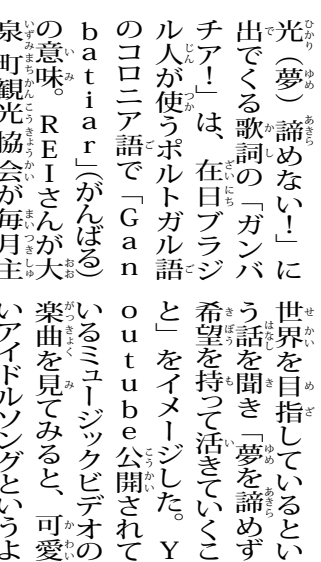 光（夢）諦めない！」に
出でくる歌詞の「ガンバ
チア！」は、在日ブラジ
ル人が使うポルトガル語
のコロニア語で「Gan
batiar」(がんばる)
の意味。REIさんが大
泉町観光協会が毎月主
世界を目指しているとい
う話を聞き「夢を諦めず
希望を持って活きていくこ
と」をイメージした。Y
outube公開されて
いるミュージックビデオの
楽曲を見てみると、可愛
いアイドルソングというよ